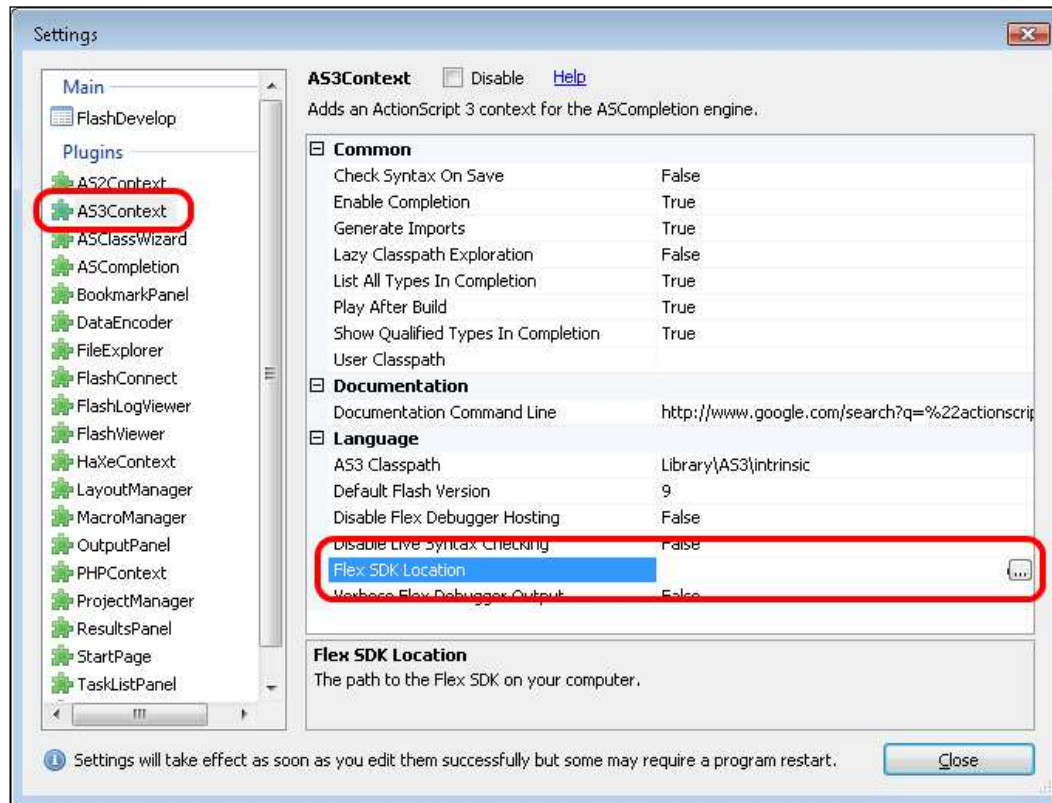 Settings
Main
FlashDevelop
Plugins
AS2Context
AS3Context
ASClassWizard
ASCompletion
BookmarkPanel
DataEncoder
FileExplorer
FlashConnect
FlashLogViewer
FlashViewer
HaXeContext
LayoutManager
MacroManager
OutputPanel
PHPContext
ProjectManager
ResultsPanel
StartPage
TaskListPanel
AS3Context Disable Help
Adds an ActionScript 3 context for the ASCompletion engine.
Common
Check Syntax On Save False
Enable Completion True
Generate Imports True
Lazy Classpath Exploration False
List All Types In Completion True
Play After Build True
Show Qualified Types In Completion True
User Classpath
Documentation
Documentation Command Line http://www.google.com/search?q=%22actionscrip
Language
AS3 Classpath Library\AS3\intrinsic
Default Flash Version 9
Disable Flex Debugger Hosting False
Disable Live Syntax Checking False
Flex SDK Location ...
Verbose Flex Debugger Output False
Flex SDK Location
The path to the Flex SDK on your computer.
Settings will take effect as soon as you edit them successfully but some may require a program restart.
Close